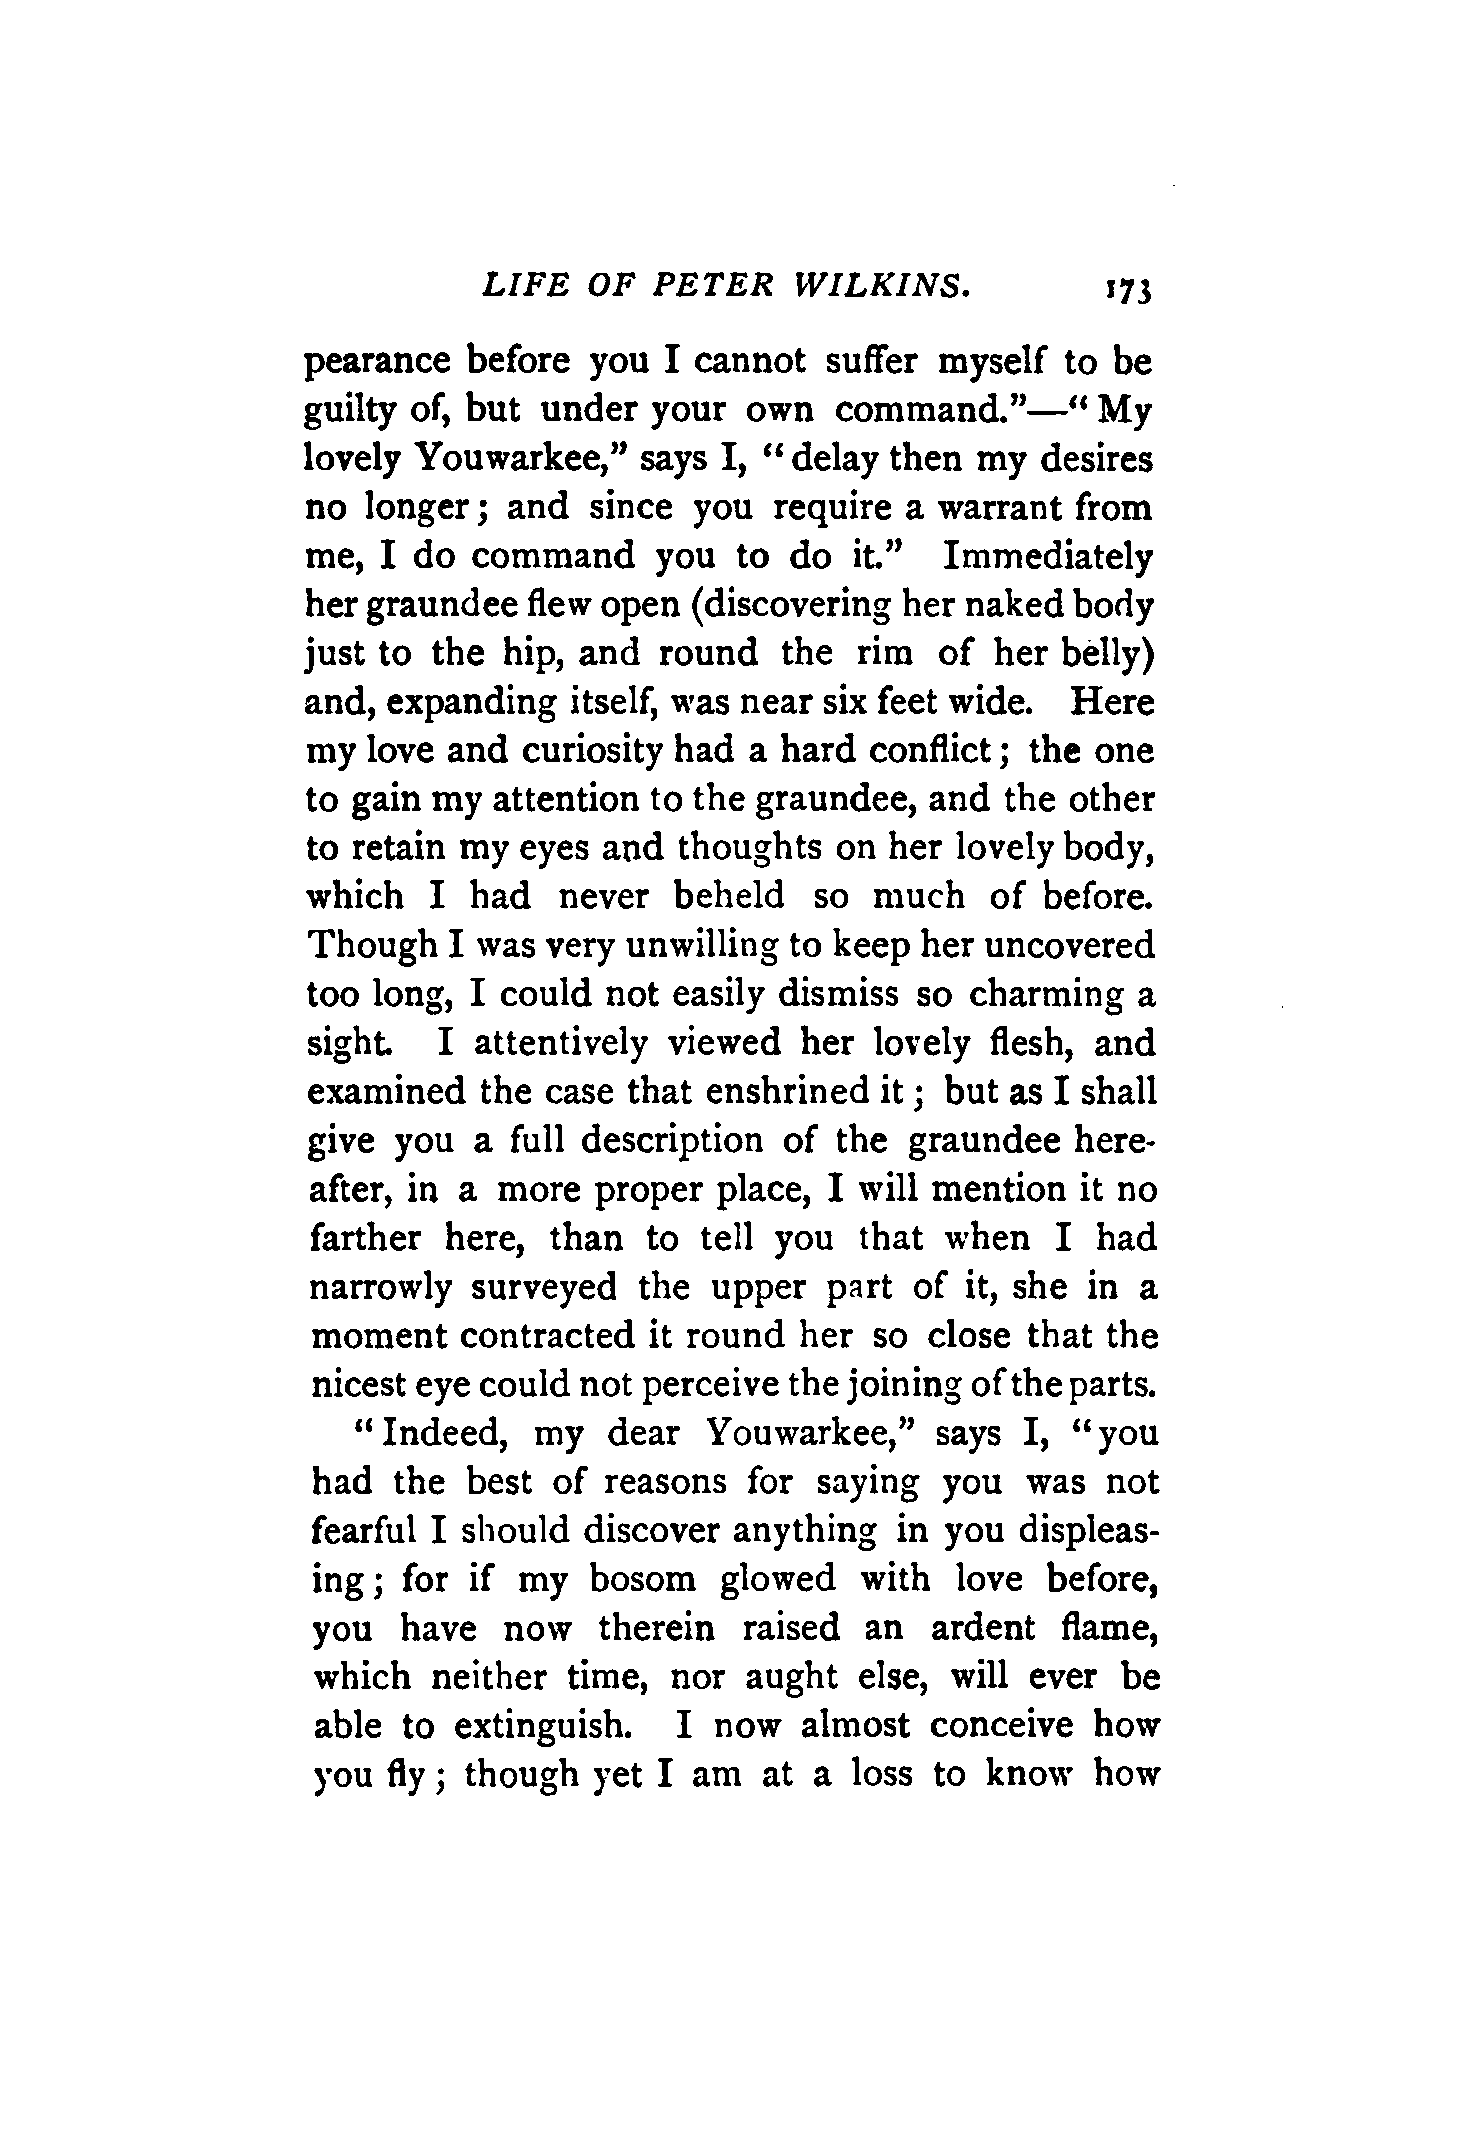 LIFE OF PETER WILKINS. 173
pearance before you I cannot suffer myself to be
guilty of, but under your own command."—" My
lovely Youwarkee," says I, " delay then my desires
no longer ; and since you require a warrant from
me, I do command you to do it." Immediately
her graundee flew open (discovering her naked body
just to the hip, and round the rim of her belly)
and, expanding itself, was near six feet wide. Here
my love and curiosity had a hard conflict ; the one
to gain my attention to the graundee, and the other
to retain my eyes and thoughts on her lovely body,
which I had never beheld so much of before.
Though I was very unwilling to keep her uncovered
too long, I could not easily dismiss so charming a
sight. I attentively viewed her lovely flesh, and
examined the case that enshrined it ; but as I shall
give you a full description of the graundee here-
after, in a more proper place, I will mention it no
farther here, than to tell you that when I had
narrowly surveyed the upper part of it, she in a
moment contracted it round her so close that the
nicest eye could not perceive the joining of the parts.
" Indeed, my dear Youwarkee," says I, " you
had the best of reasons for saying you was not
fearful I should discover anything in you displeas-
ing ; for if my bosom glowed with love before,
you have now therein raised an ardent flame,
which neither time, nor aught else, will ever be
able to extinguish. I now almost conceive how
you fly ; though yet I am at a loss to know how